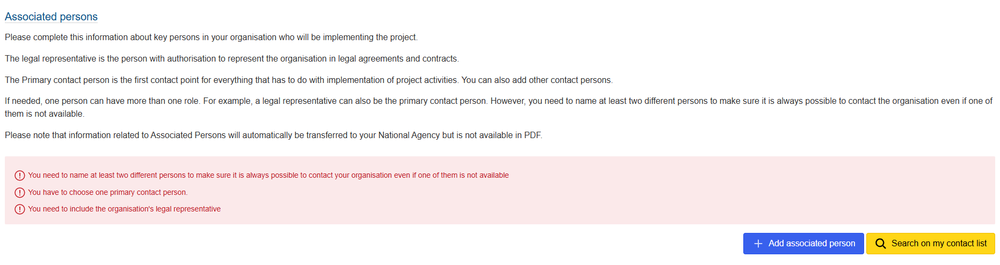 Associated persons
Please complete this information about key persons in your organisation who will be implementing the project.
The legal representative is the person with authorisation to represent the organisation in legal agreements and contracts.
The Primary contact person is the first contact point for everything that has to do with implementation of project activities. You can also add other contact persons.
If needed, one person can have more than one role. For example, a legal representative can also be the primary contact person. However, you need to name at least two different persons to make sure it is always possible to contact the organisation even if one of
them is not available.
Please note that information related to Associated Persons will automatically be transferred to your National Agency but is not available in PDF.
You need to name at least two different persons to make sure it is always possible to contact your organisation even if one of them is not available
You have to choose one primary contact person.
You need to include the organisation's legal representative
Add associated person
Search on my contact list